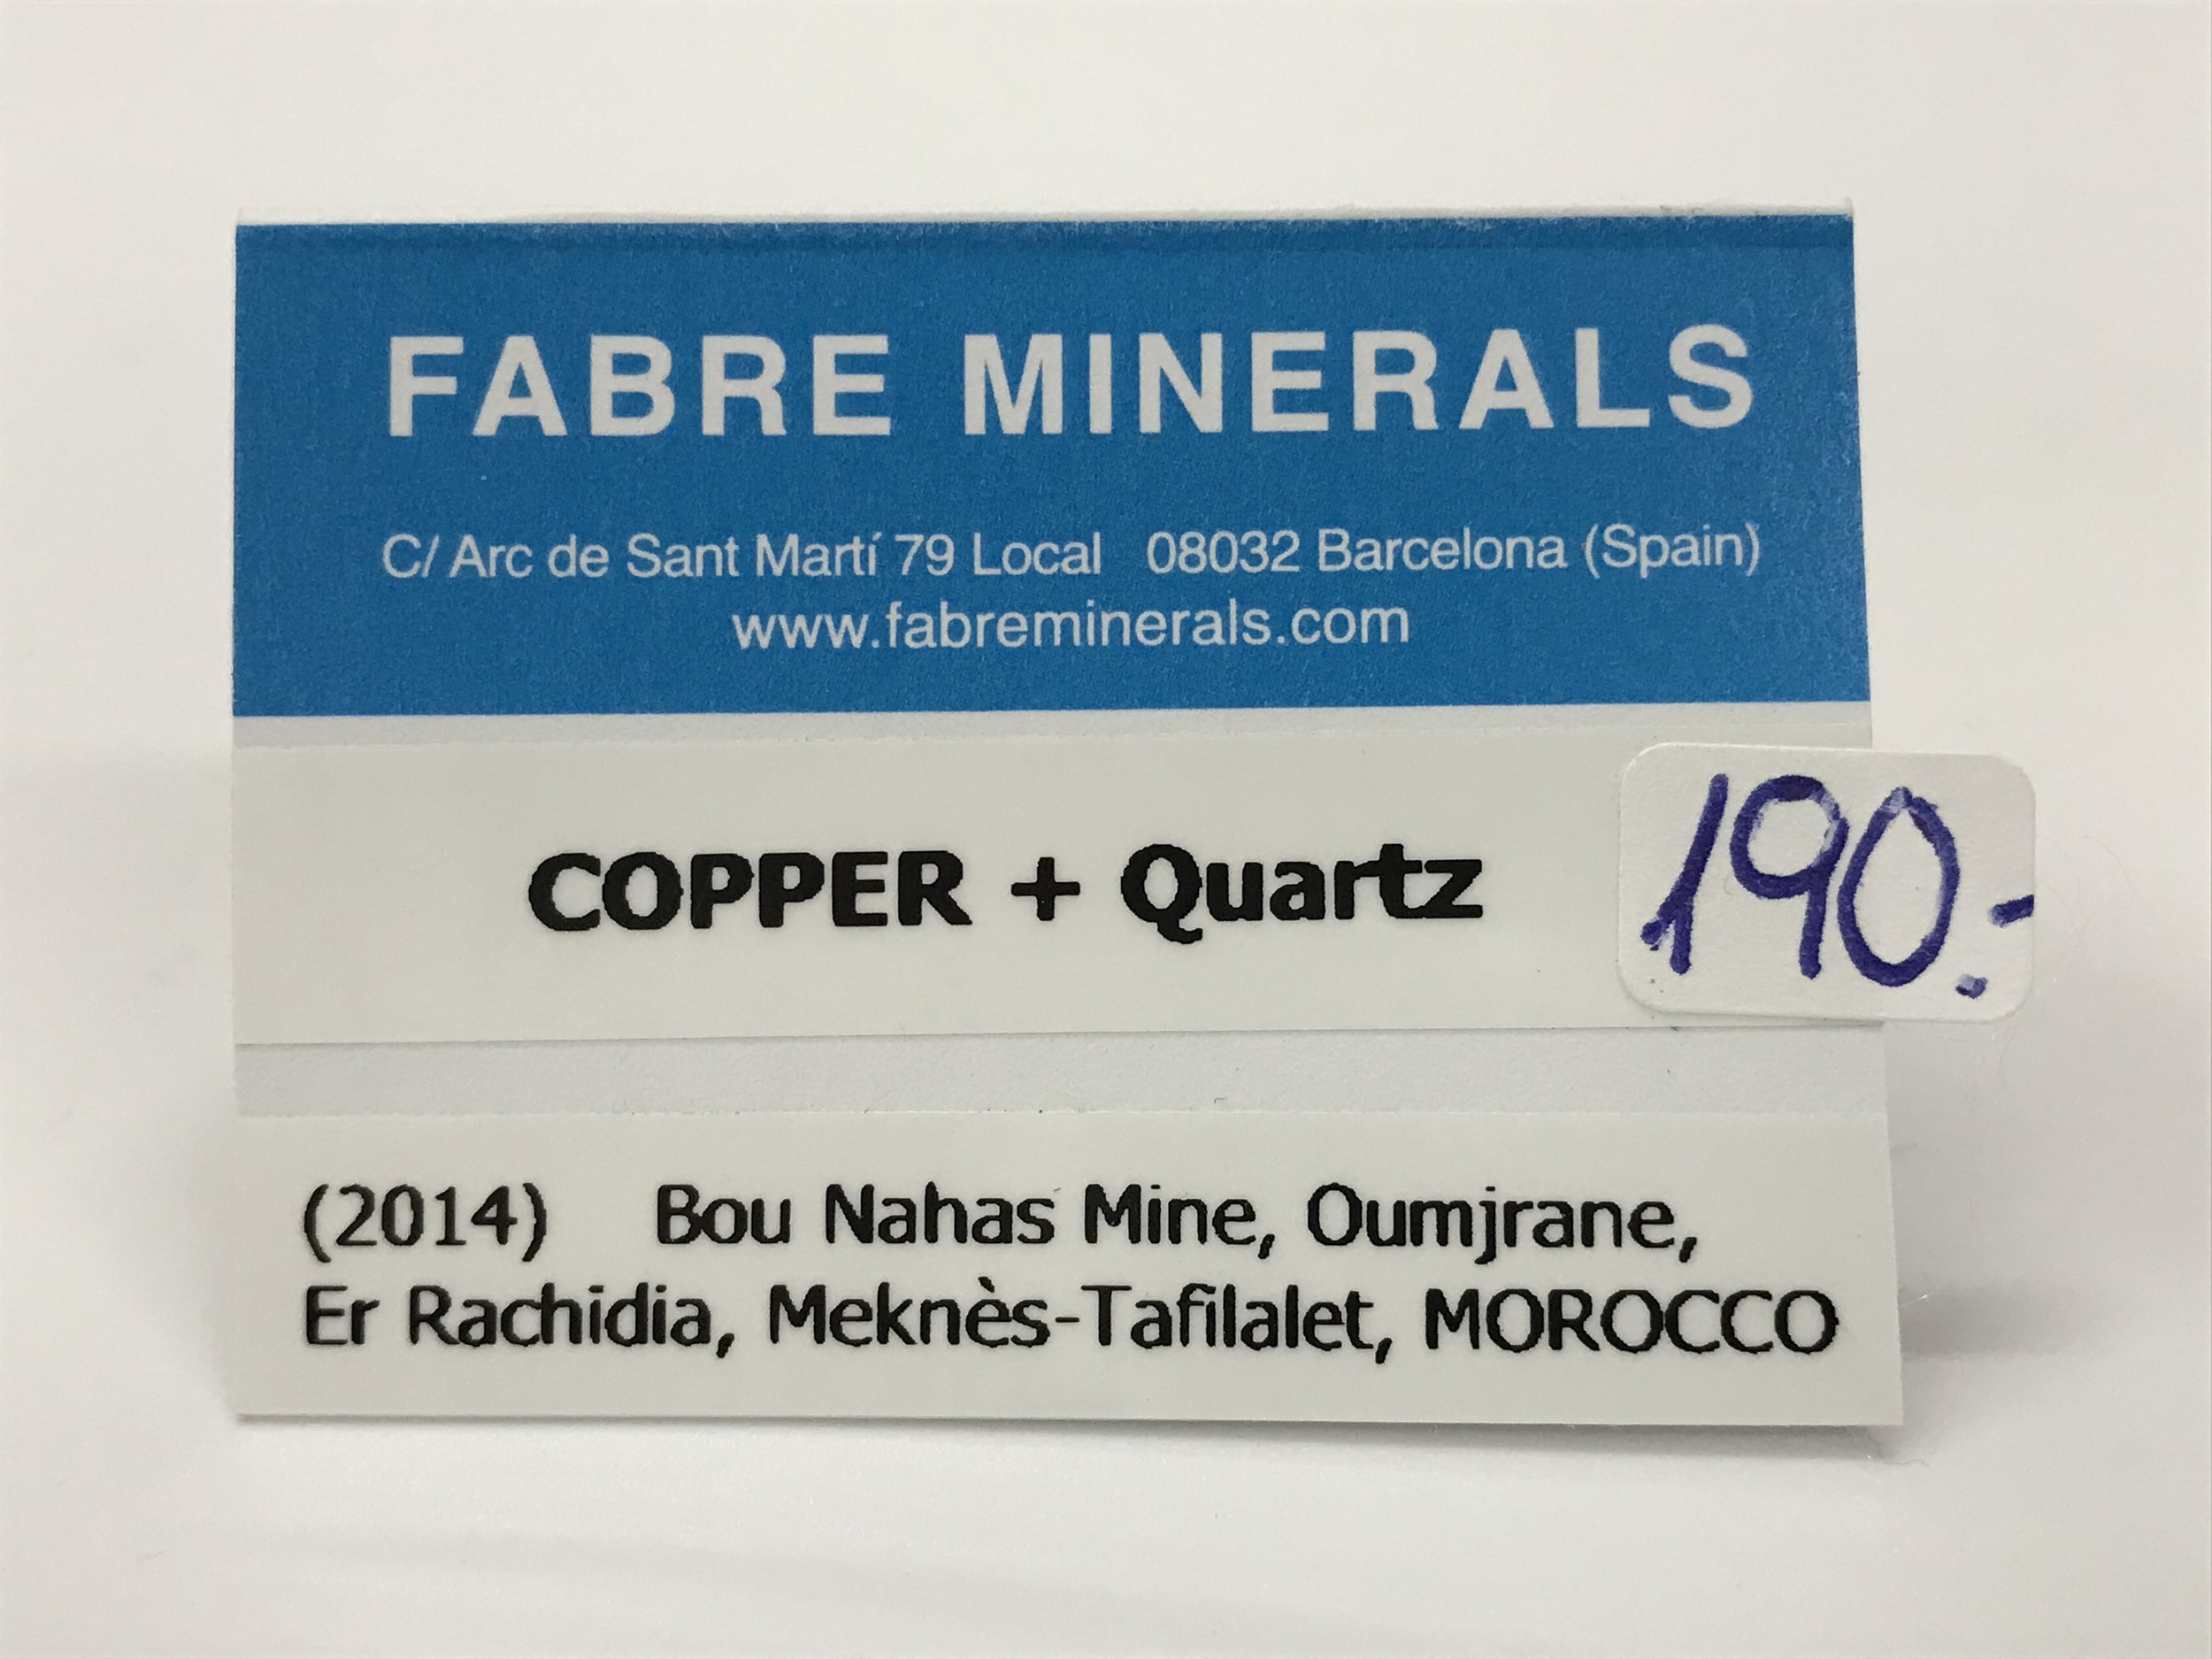 FABRE MINERALS
C/ Arc de Sant Martí 79 Local 08032 Barcelona (Spain)
www.fabreminerals.com
COPPER + Quartz
190.-
(2014) Bou Nahas Mine, Oumjrane,
Er Rachidia, Meknès-Tafilalet, MOROCCO